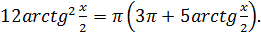 12arctg² x/2 = π(3π + 5arctg x/2).